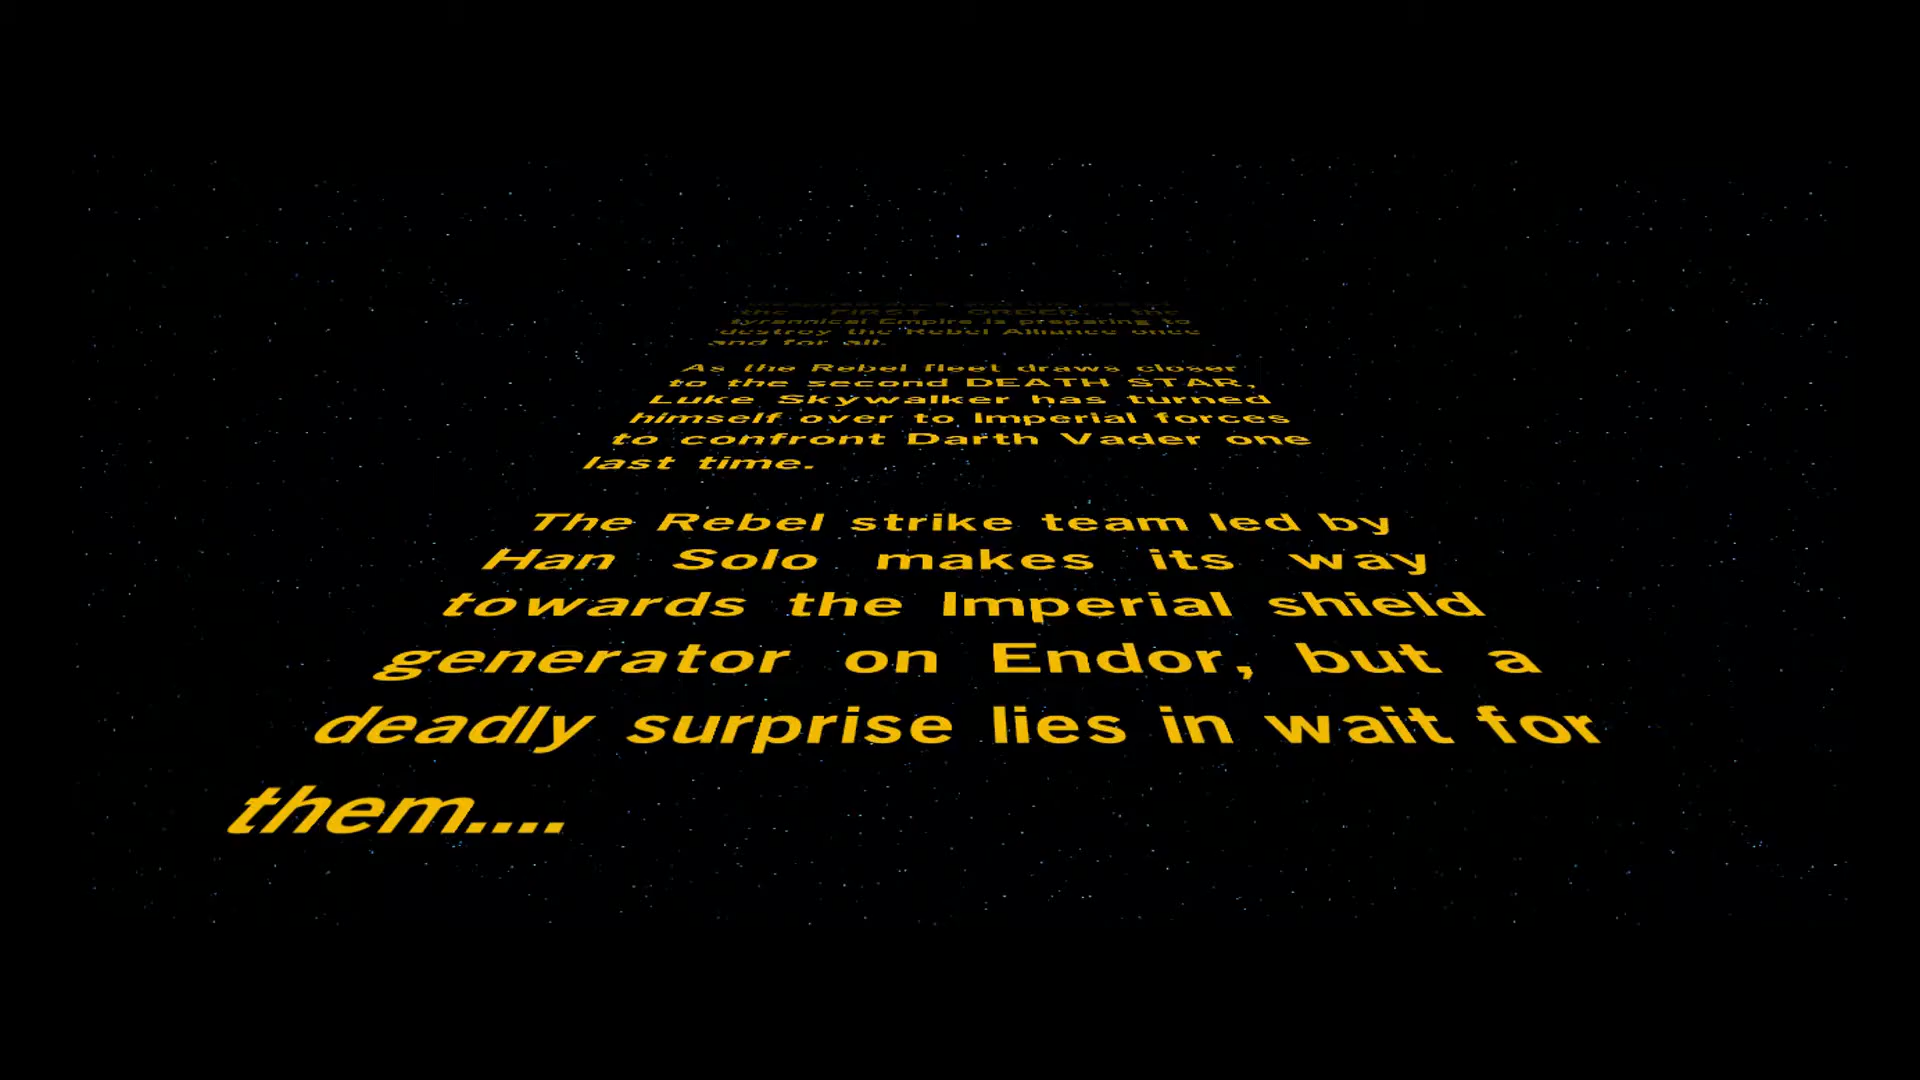 the FIRST ORDER, the
tyrannical Empire is preparing to
destroy the Rebel Alliance once
and for all.
As the Rebel fleet draws closer
to the second DEATH STAR,
Luke Skywalker has turned
himself over to Imperial forces
to confront Darth Vader one
last time.
The Rebel strike team led by
Han Solo makes its way
towards the Imperial shield
generator on Endor, but a
deadly surprise lies in wait for
them....